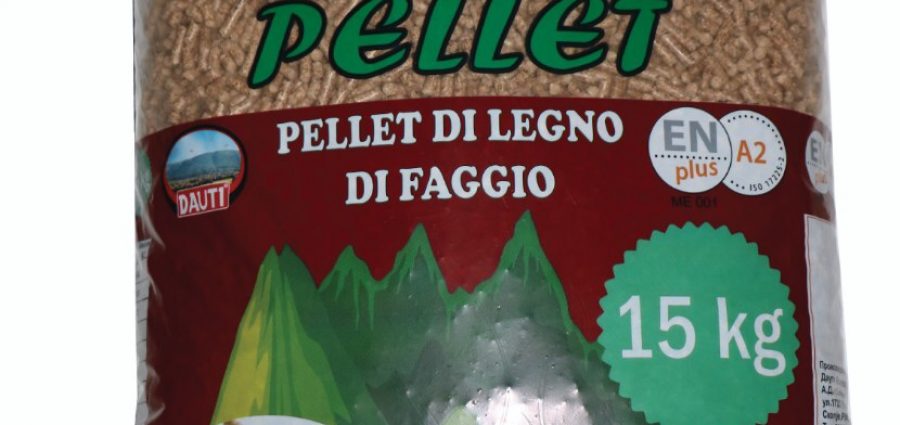 PELLET
PELLET DI LEGNO
DI FAGGIO
DAUTI
EN
plus
A2
ISO 17225-2
ME 001
15 kg